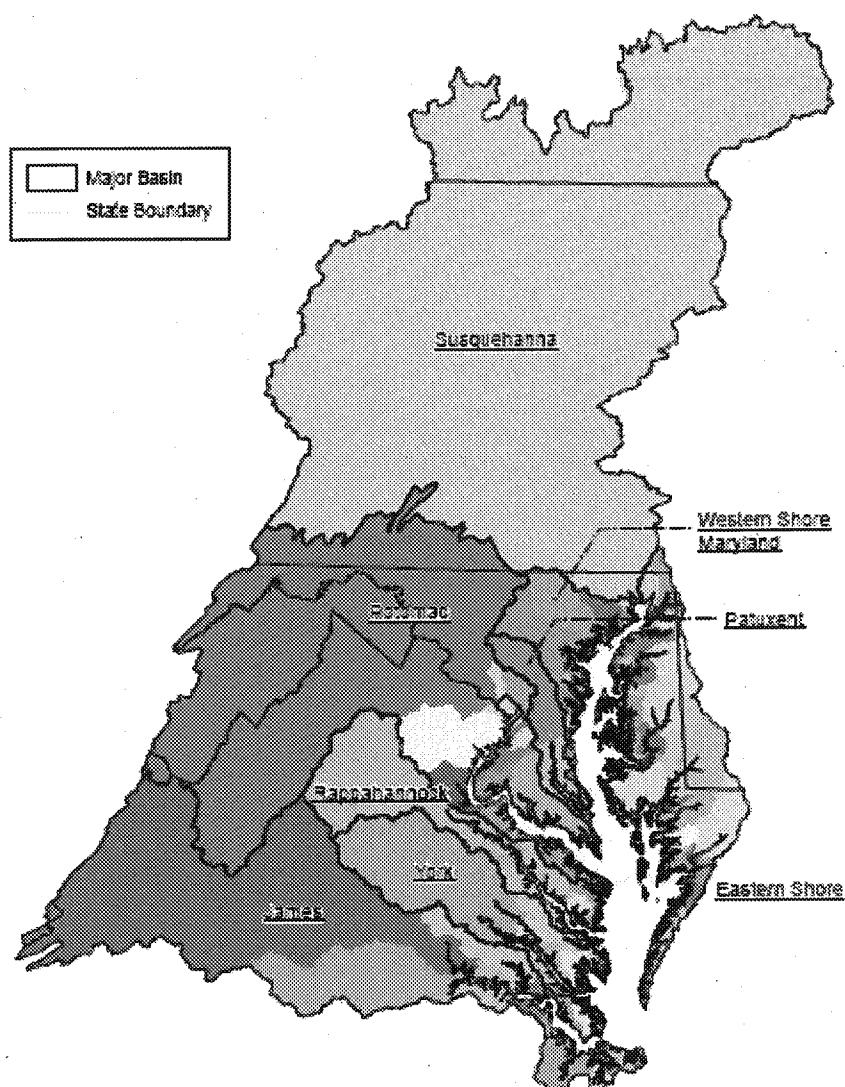 Major Basin
State Boundary
Susquehanna
Western Shore
Maryland
Potomac
Patuxent
Rappahannock
York
James
Eastern Shore